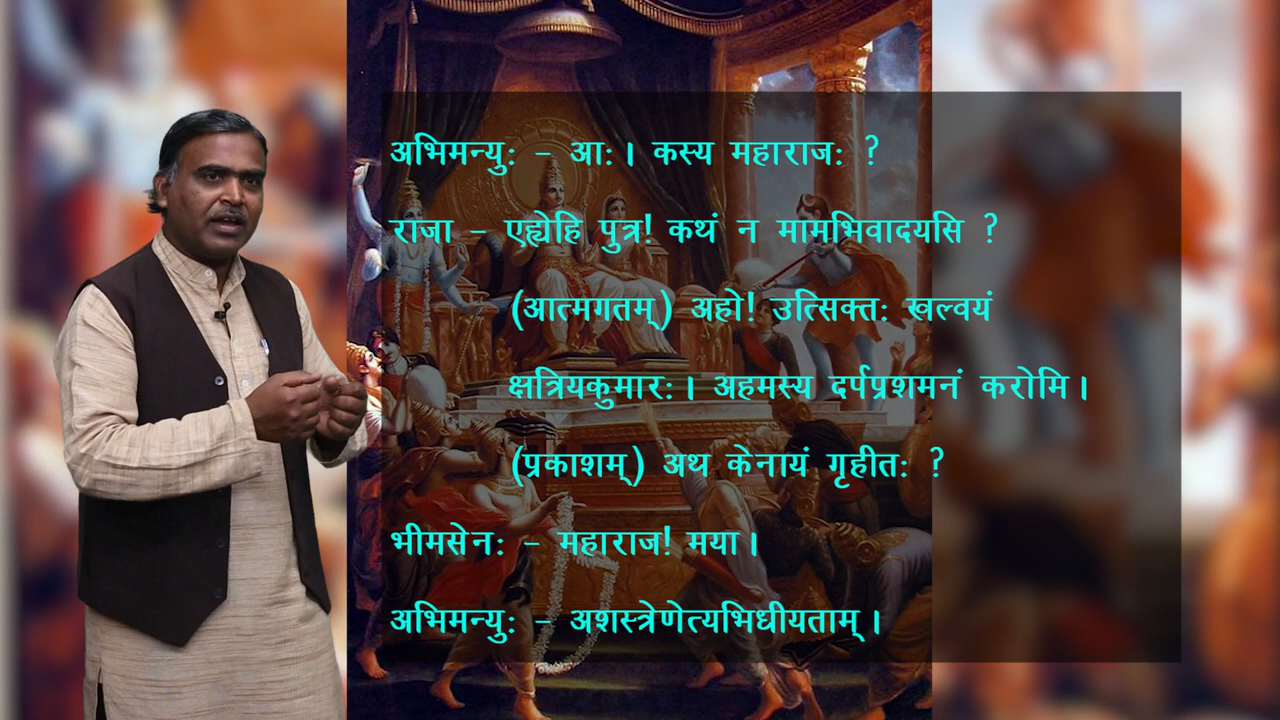 अभिमन्युः – आः। कस्य महाराजः ?
राजा – एह्येहि पुत्र! कथं न मामभिवादयसि ?
(आत्मगतम्) अहो! उत्सिक्तः खल्वयं
क्षत्रियकुमारः। अहमस्य दर्पप्रशमनं करोमि।
(प्रकाशम्) अथ केनायं गृहीतः ?
भीमसेनः – महाराज! मया।
अभिमन्युः – अशस्त्रेणेत्यभिधीयताम्।